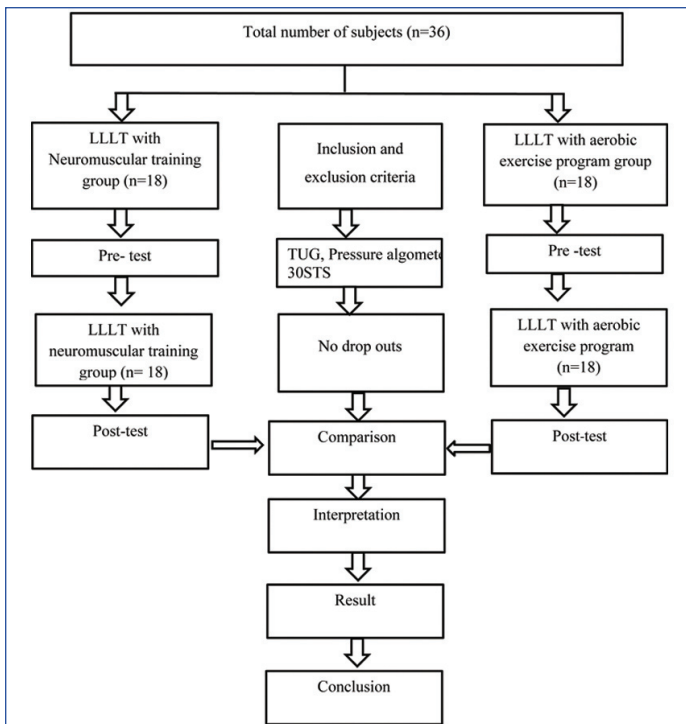 Total number of subjects (n=36)
LLLT with
Neuromuscular training
group (n=18)
Inclusion and
exclusion criteria
LLLT with aerobic
exercise program group
(n=18)
Pre- test
TUG, Pressure algomete
30STS
Pre -test
LLLT with
neuromuscular training
group (n= 18)
No drop outs
LLLT with aerobic
exercise program
(n=18)
Post-test
Comparison
Post-test
Interpretation
Result
Conclusion